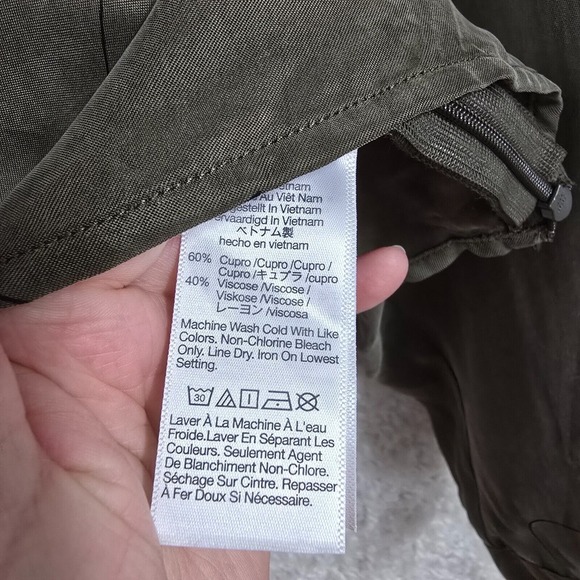 Au Việt Nam
gestellt In Vietnam
ervaardigd In Vietnam
ベトナム製
hecho en vietnam
60% Cupro /Cupro /Cupro /
Cupro /キュプラ /cupro
40% Viscose /Viscose /
Viskose /Viscose /
レーヨン /viscosa
Machine Wash Cold With Like
Colors. Non-Chlorine Bleach
Only. Line Dry. Iron On Lowest
Setting.
30
Laver À La Machine À L'eau
Froide.Laver En Séparant Les
Couleurs. Seulement Agent
De Blanchiment Non-Chlore.
Séchage Sur Cintre. Repasser
À Fer Doux Si Nécessaire.